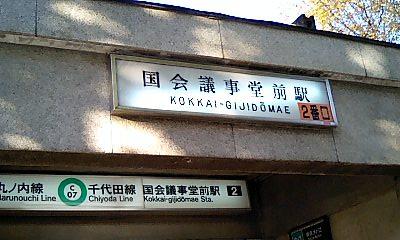 国会議事堂前駅
KOKKAI-GIJIDŌMAE
2番口
丸ノ内線
Marunouchi Line
C
07
千代田線
Chiyoda Line
国会議事堂前駅
Kokkai-gijidōmae Sta.
2